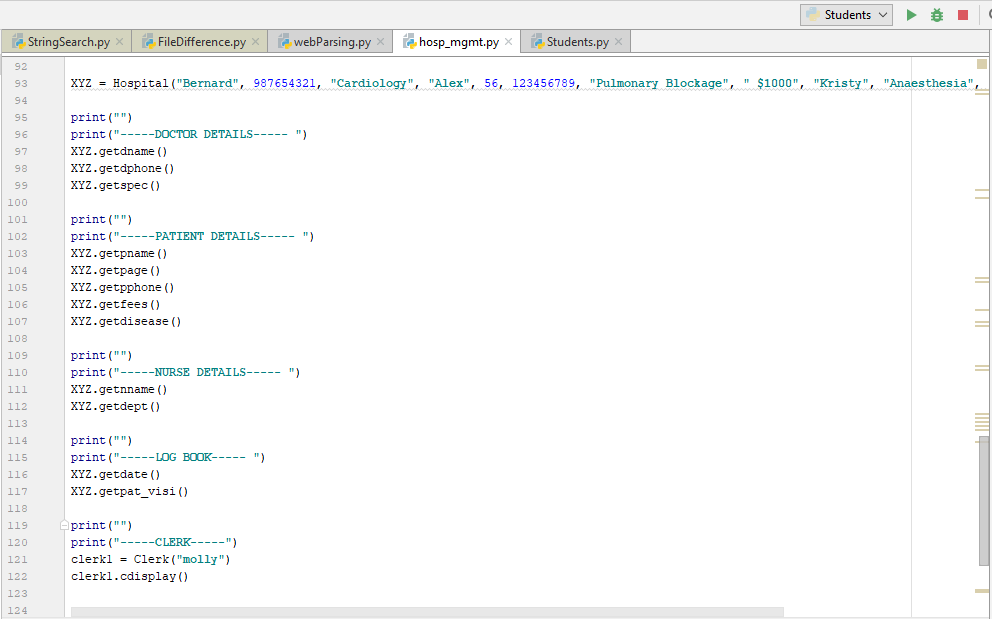 Students
StringSearch.py FileDifference.py webParsing.py hosp_mgmt.py Students.py
92
93 XYZ = Hospital("Bernard", 987654321, "Cardiology", "Alex", 56, 123456789, "Pulmonary Blockage", " $1000", "Kristy", "Anaesthesia",
94
95 print("")
96 print("-----DOCTOR DETAILS----- ")
97 XYZ.getdname()
98 XYZ.getdphone()
99 XYZ.getspec()
100
101 print("")
102 print("-----PATIENT DETAILS----- ")
103 XYZ.getpname()
104 XYZ.getpage()
105 XYZ.getpphone()
106 XYZ.getfees()
107 XYZ.getdisease()
108
109 print("")
110 print("-----NURSE DETAILS----- ")
111 XYZ.getnname()
112 XYZ.getdept()
113
114 print("")
115 print("-----LOG BOOK----- ")
116 XYZ.getdate()
117 XYZ.getpat_visi()
118
119 print("")
120 print("-----CLERK-----")
121 clerk1 = Clerk("molly")
122 clerk1.cdisplay()
123
124